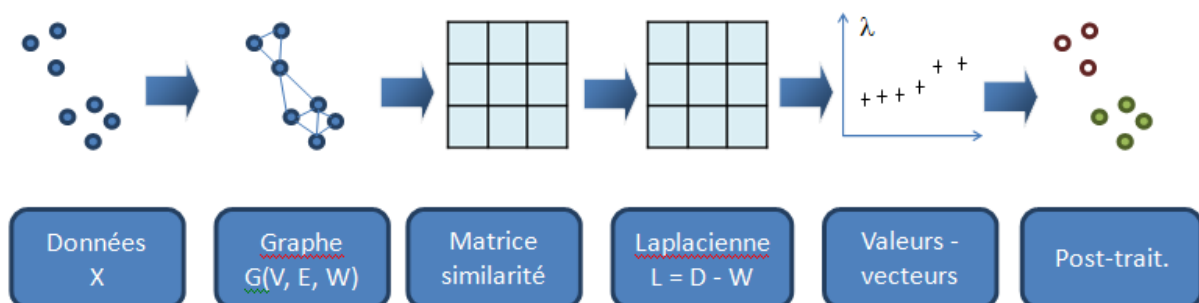 λ
Données
X
Graphe
G(V, E, W)
Matrice
similarité
Laplacienne
L = D - W
Valeurs -
vecteurs
Post-trait.